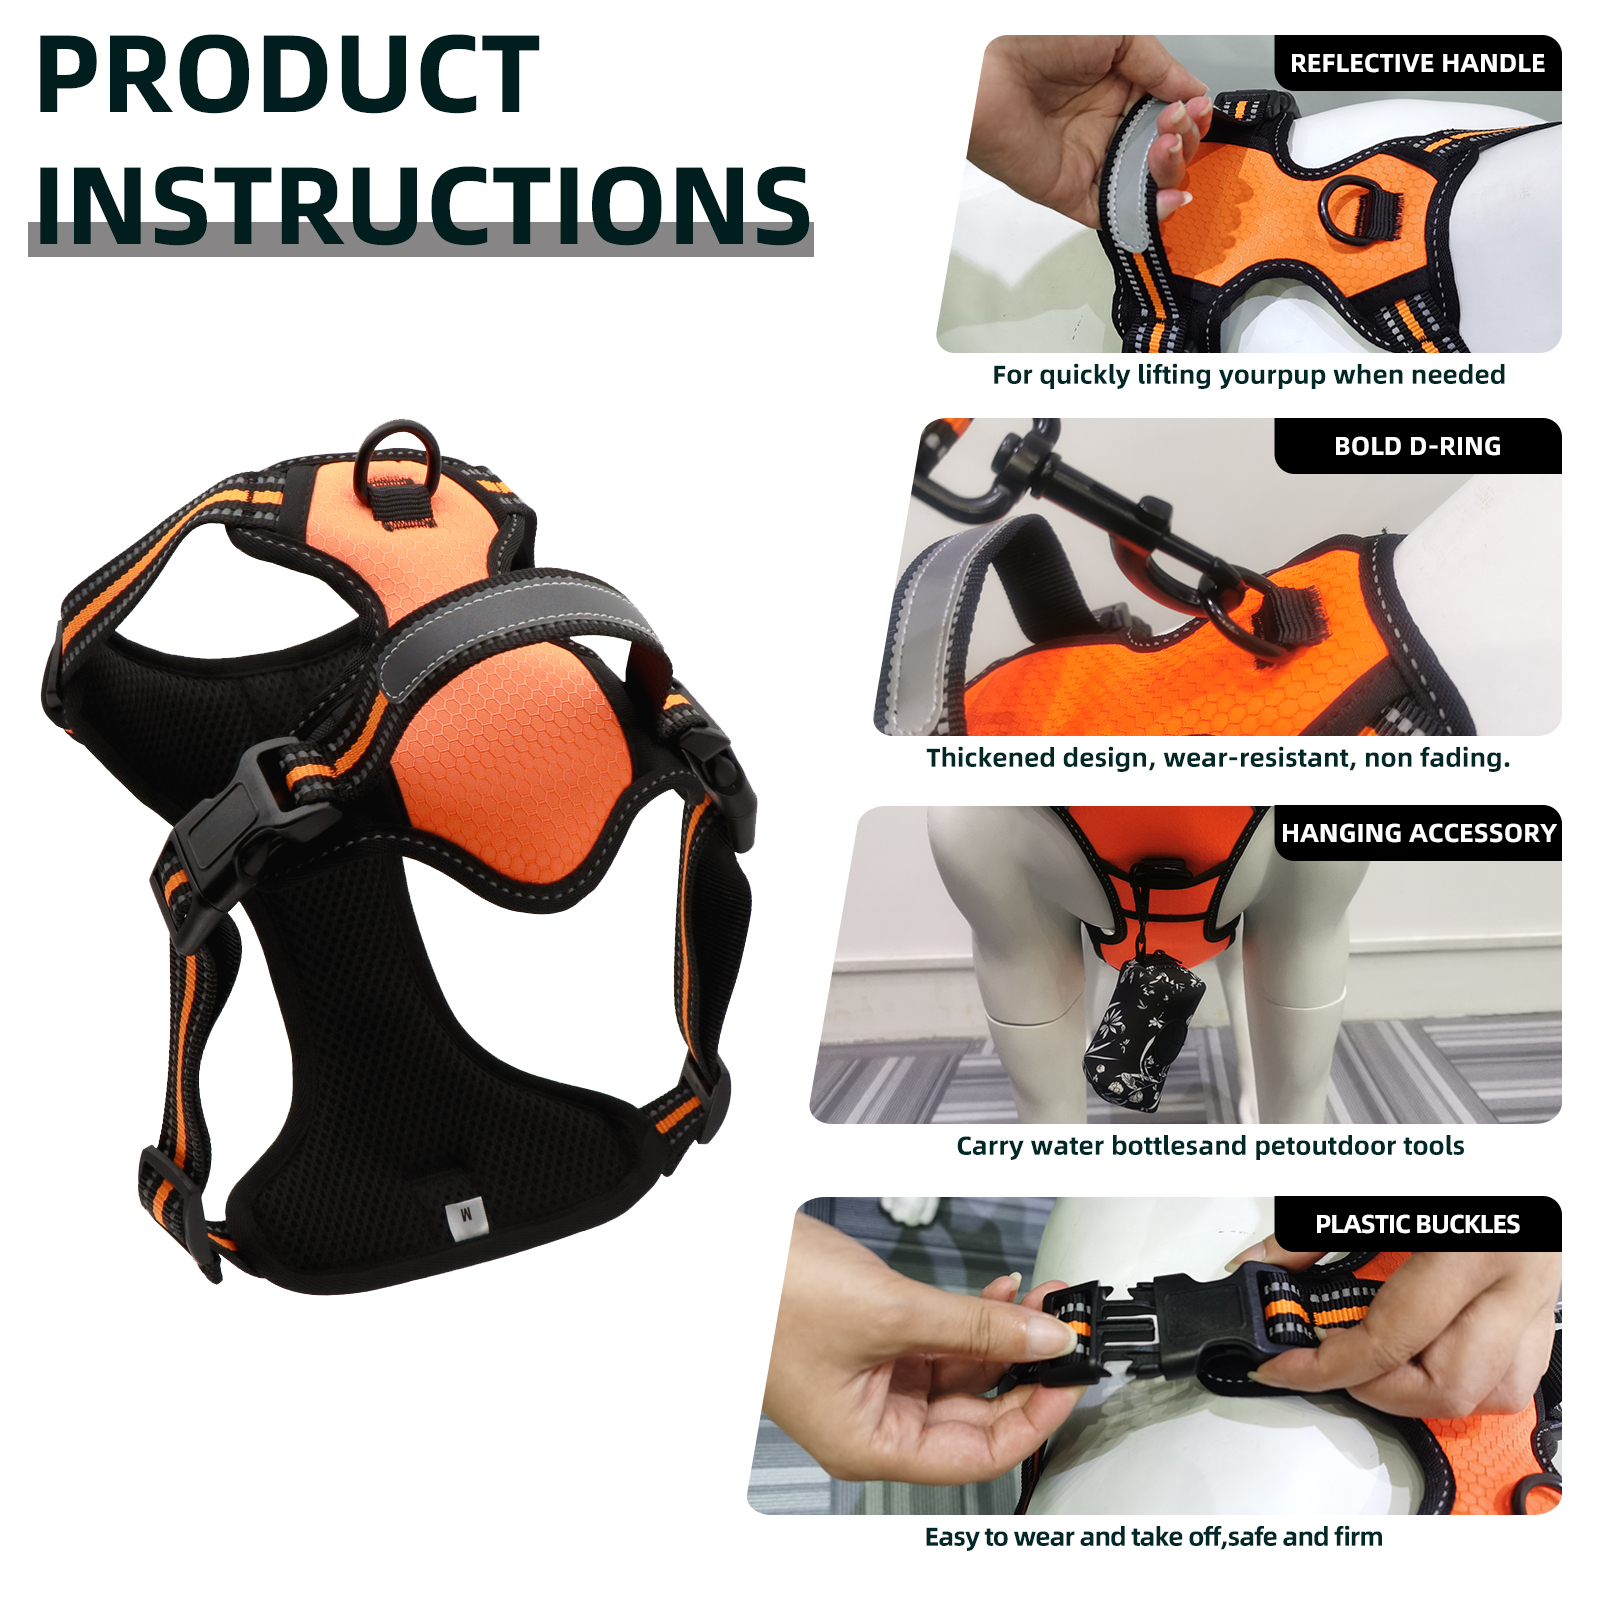 PRODUCT
INSTRUCTIONS
REFLECTIVE HANDLE
For quickly lifting yourpup when needed
BOLD D-RING
Thickened design, wear-resistant, non fading.
HANGING ACCESSORY
Carry water bottlesand petoutdoor tools
PLASTIC BUCKLES
Easy to wear and take off,safe and firm
M